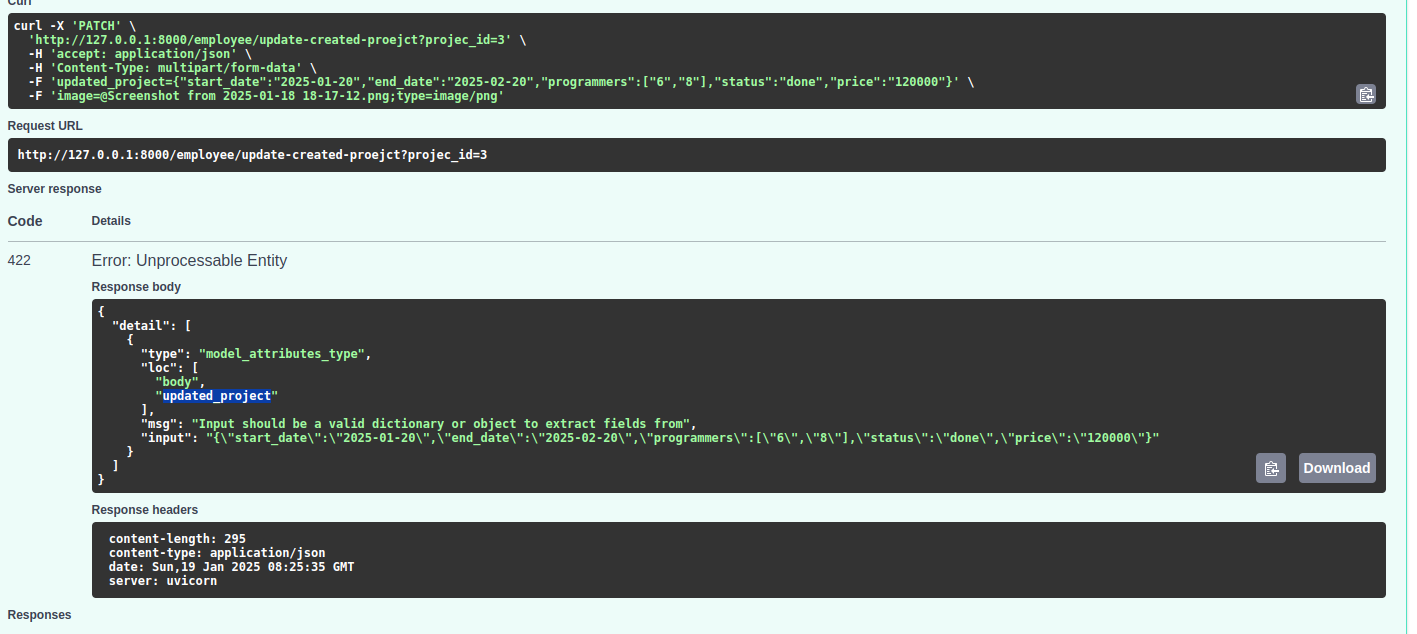 Curl
curl -X 'PATCH' \
'http://127.0.0.1:8000/employee/update-created-proejct?projec_id=3' \
-H 'accept: application/json' \
-H 'Content-Type: multipart/form-data' \
-F 'updated_project={"start_date":"2025-01-20","end_date":"2025-02-20","programmers":["6","8"],"status":"done","price":"120000"}' \
-F 'image=@Screenshot from 2025-01-18 18-17-12.png;type=image/png'
Request URL
http://127.0.0.1:8000/employee/update-created-proejct?projec_id=3
Server response
Code Details
422 Error: Unprocessable Entity
Response body
{
"detail": [
{
"type": "model_attributes_type",
"loc": [
"body",
"updated_project"
],
"msg": "Input should be a valid dictionary or object to extract fields from",
"input": "{\"start_date\":\"2025-01-20\",\"end_date\":\"2025-02-20\",\"programmers\":[\"6\",\"8\"],\"status\":\"done\",\"price\":\"120000\"}"
}
]
}
Download
Response headers
content-length: 295
content-type: application/json
date: Sun,19 Jan 2025 08:25:35 GMT
server: uvicorn
Responses